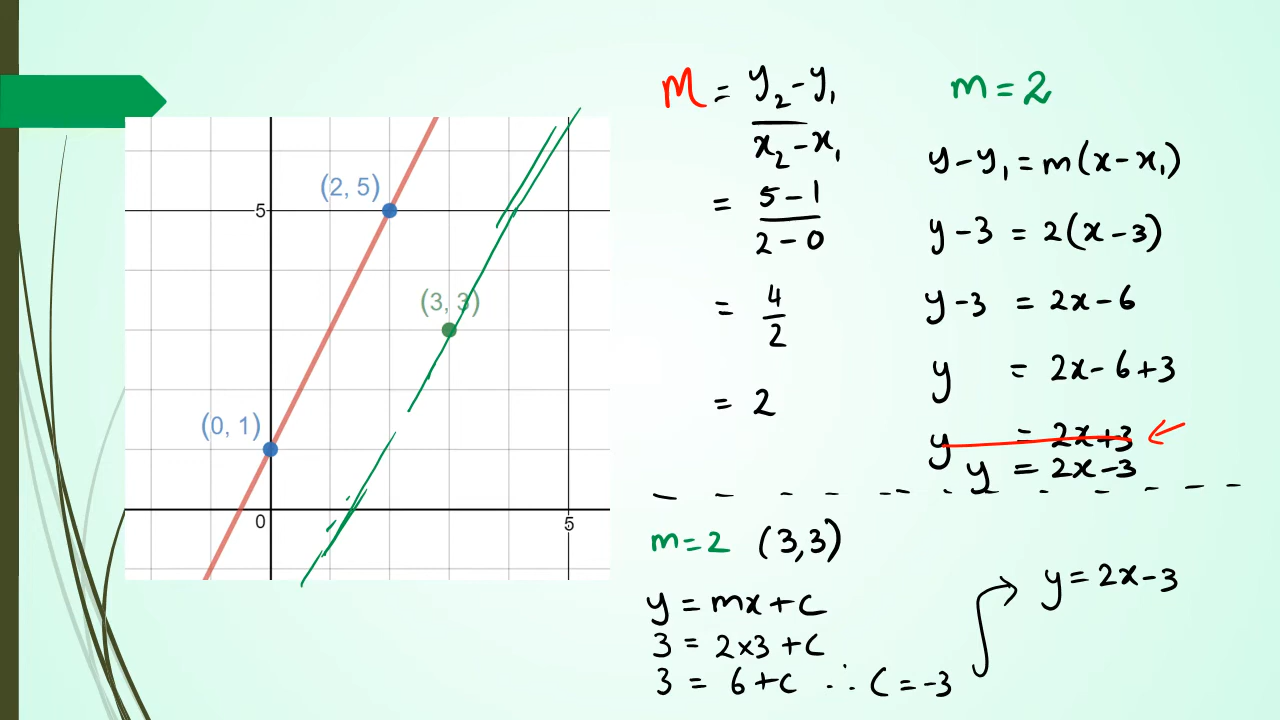 (2, 5)
5
(3, 3)
(0, 1)
0
5
M = y₂-y₁/x₂-x₁
= 5-1/2-0
= 4/2
= 2
m=2
y-y₁=m(x-x₁)
y-3 = 2(x-3)
y-3 = 2x-6
y = 2x-6+3
y = 2x+3
y = 2x-3
m=2 (3,3)
y = mx+c
3 = 2×3+c
3 = 6+c ∴ c=-3
y=2x-3